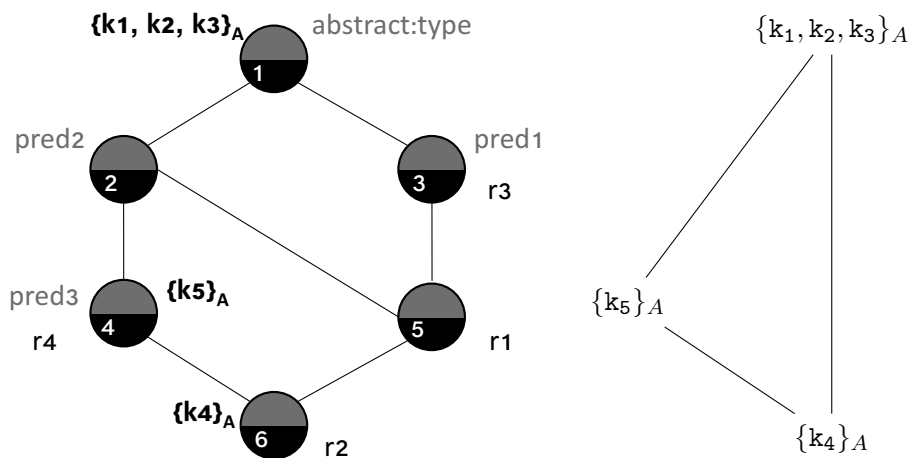 {k1, k2, k3}A abstract:type
1
pred2
2
pred1
3
r3
pred3
{k5}A
4
r4
5
r1
{k4}A
6
r2
{k1, k2, k3}A
{k5}A
{k4}A